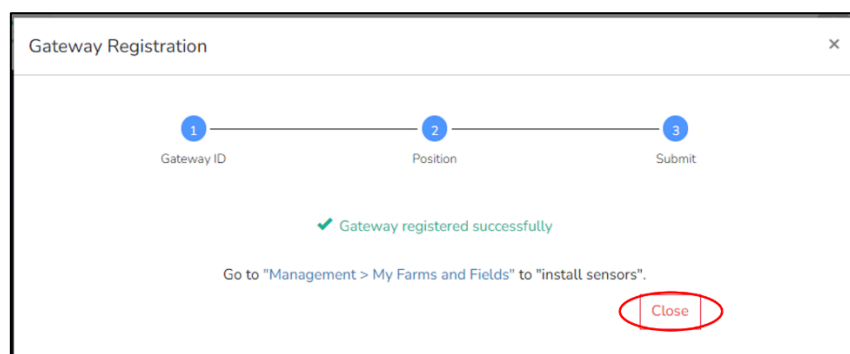 Gateway Registration ×
1 2 3
Gateway ID Position Submit
✔ Gateway registered successfully
Go to "Management > My Farms and Fields" to "install sensors".
Close